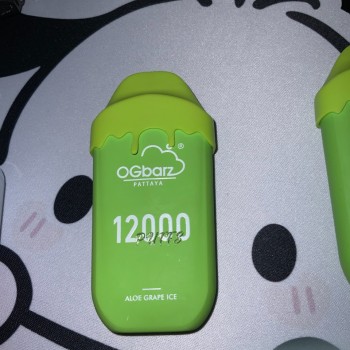 OGbarz®
PATTAYA
12000
PUFFS
ALOE GRAPE ICE